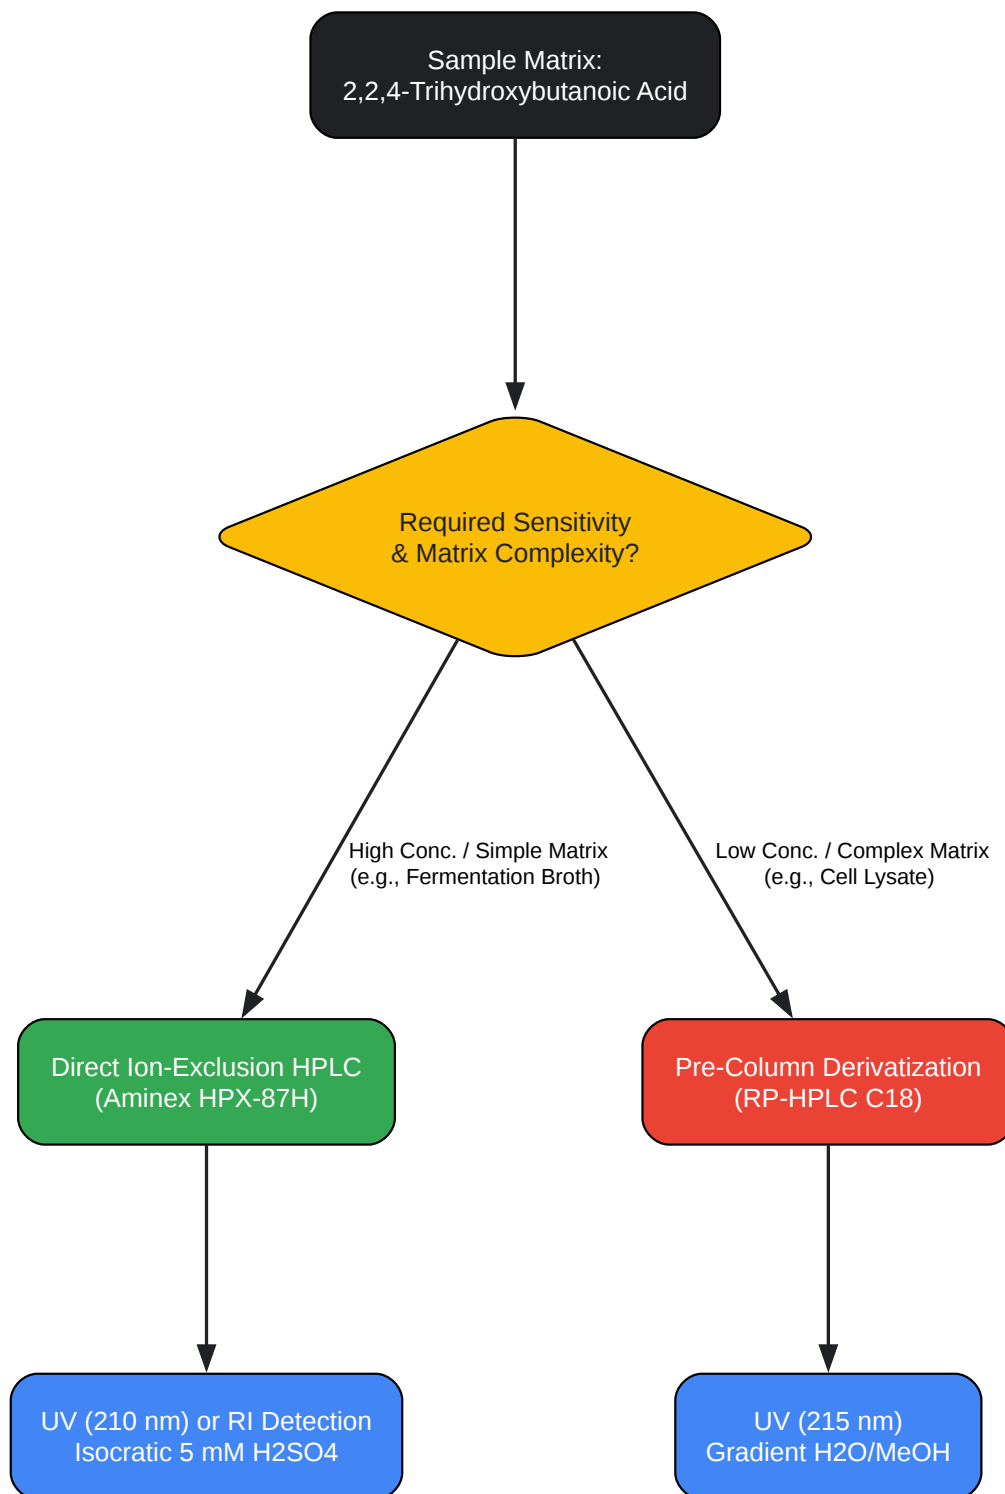 Sample Matrix:
2,2,4-Trihydroxybutanoic Acid
Required Sensitivity
& Matrix Complexity?
High Conc. / Simple Matrix
(e.g., Fermentation Broth)
Low Conc. / Complex Matrix
(e.g., Cell Lysate)
Direct Ion-Exclusion HPLC
(Aminex HPX-87H)
Pre-Column Derivatization
(RP-HPLC C18)
UV (210 nm) or RI Detection
Isocratic 5 mM H2SO4
UV (215 nm)
Gradient H2O/MeOH